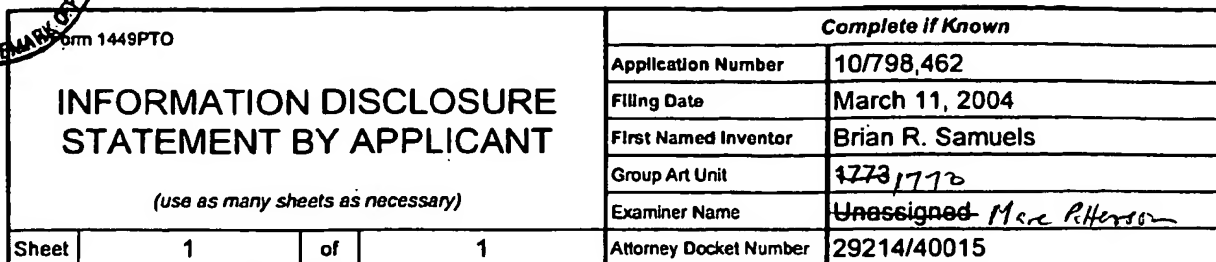 EMARK
Form 1449PTO
INFORMATION DISCLOSURE
STATEMENT BY APPLICANT
(use as many sheets as necessary)
Sheet 1 of 1
Complete if Known
Application Number 10/798,462
Filing Date March 11, 2004
First Named Inventor Brian R. Samuels
Group Art Unit 1773
Examiner Name Unassigned Marc
Attorney Docket Number 29214/40015